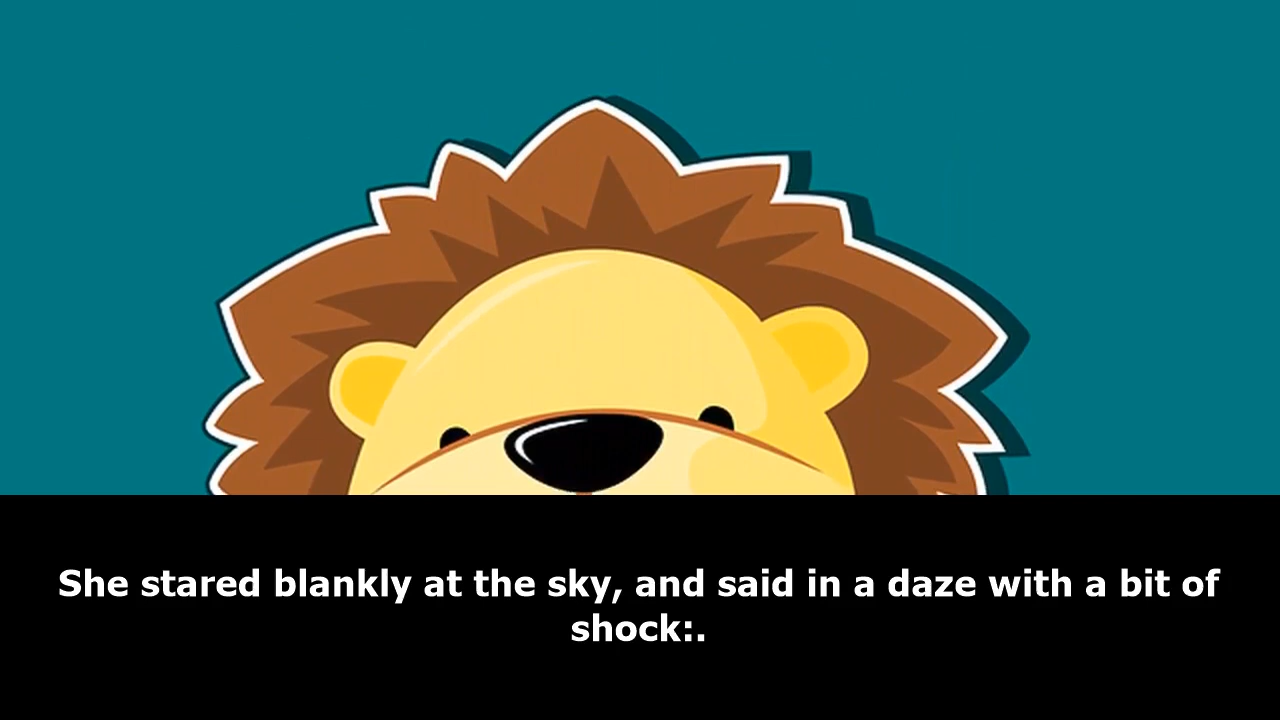 She stared blankly at the sky, and said in a daze with a bit of
shock:.